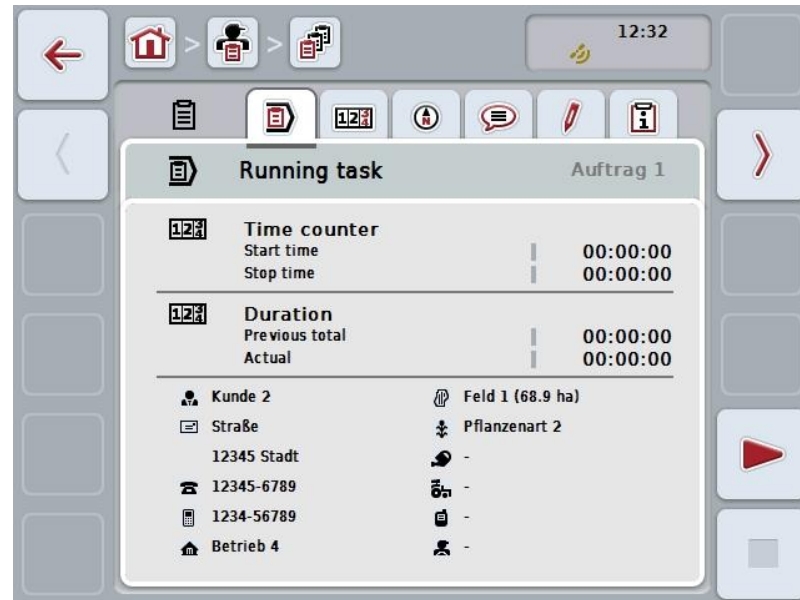 12:32
Running task Auftrag 1
Time counter
Start time 00:00:00
Stop time 00:00:00
Duration
Previous total 00:00:00
Actual 00:00:00
Kunde 2 Feld 1 (68.9 ha)
Straße Pflanzenart 2
12345 Stadt -
12345-6789 -
1234-56789 -
Betrieb 4 -